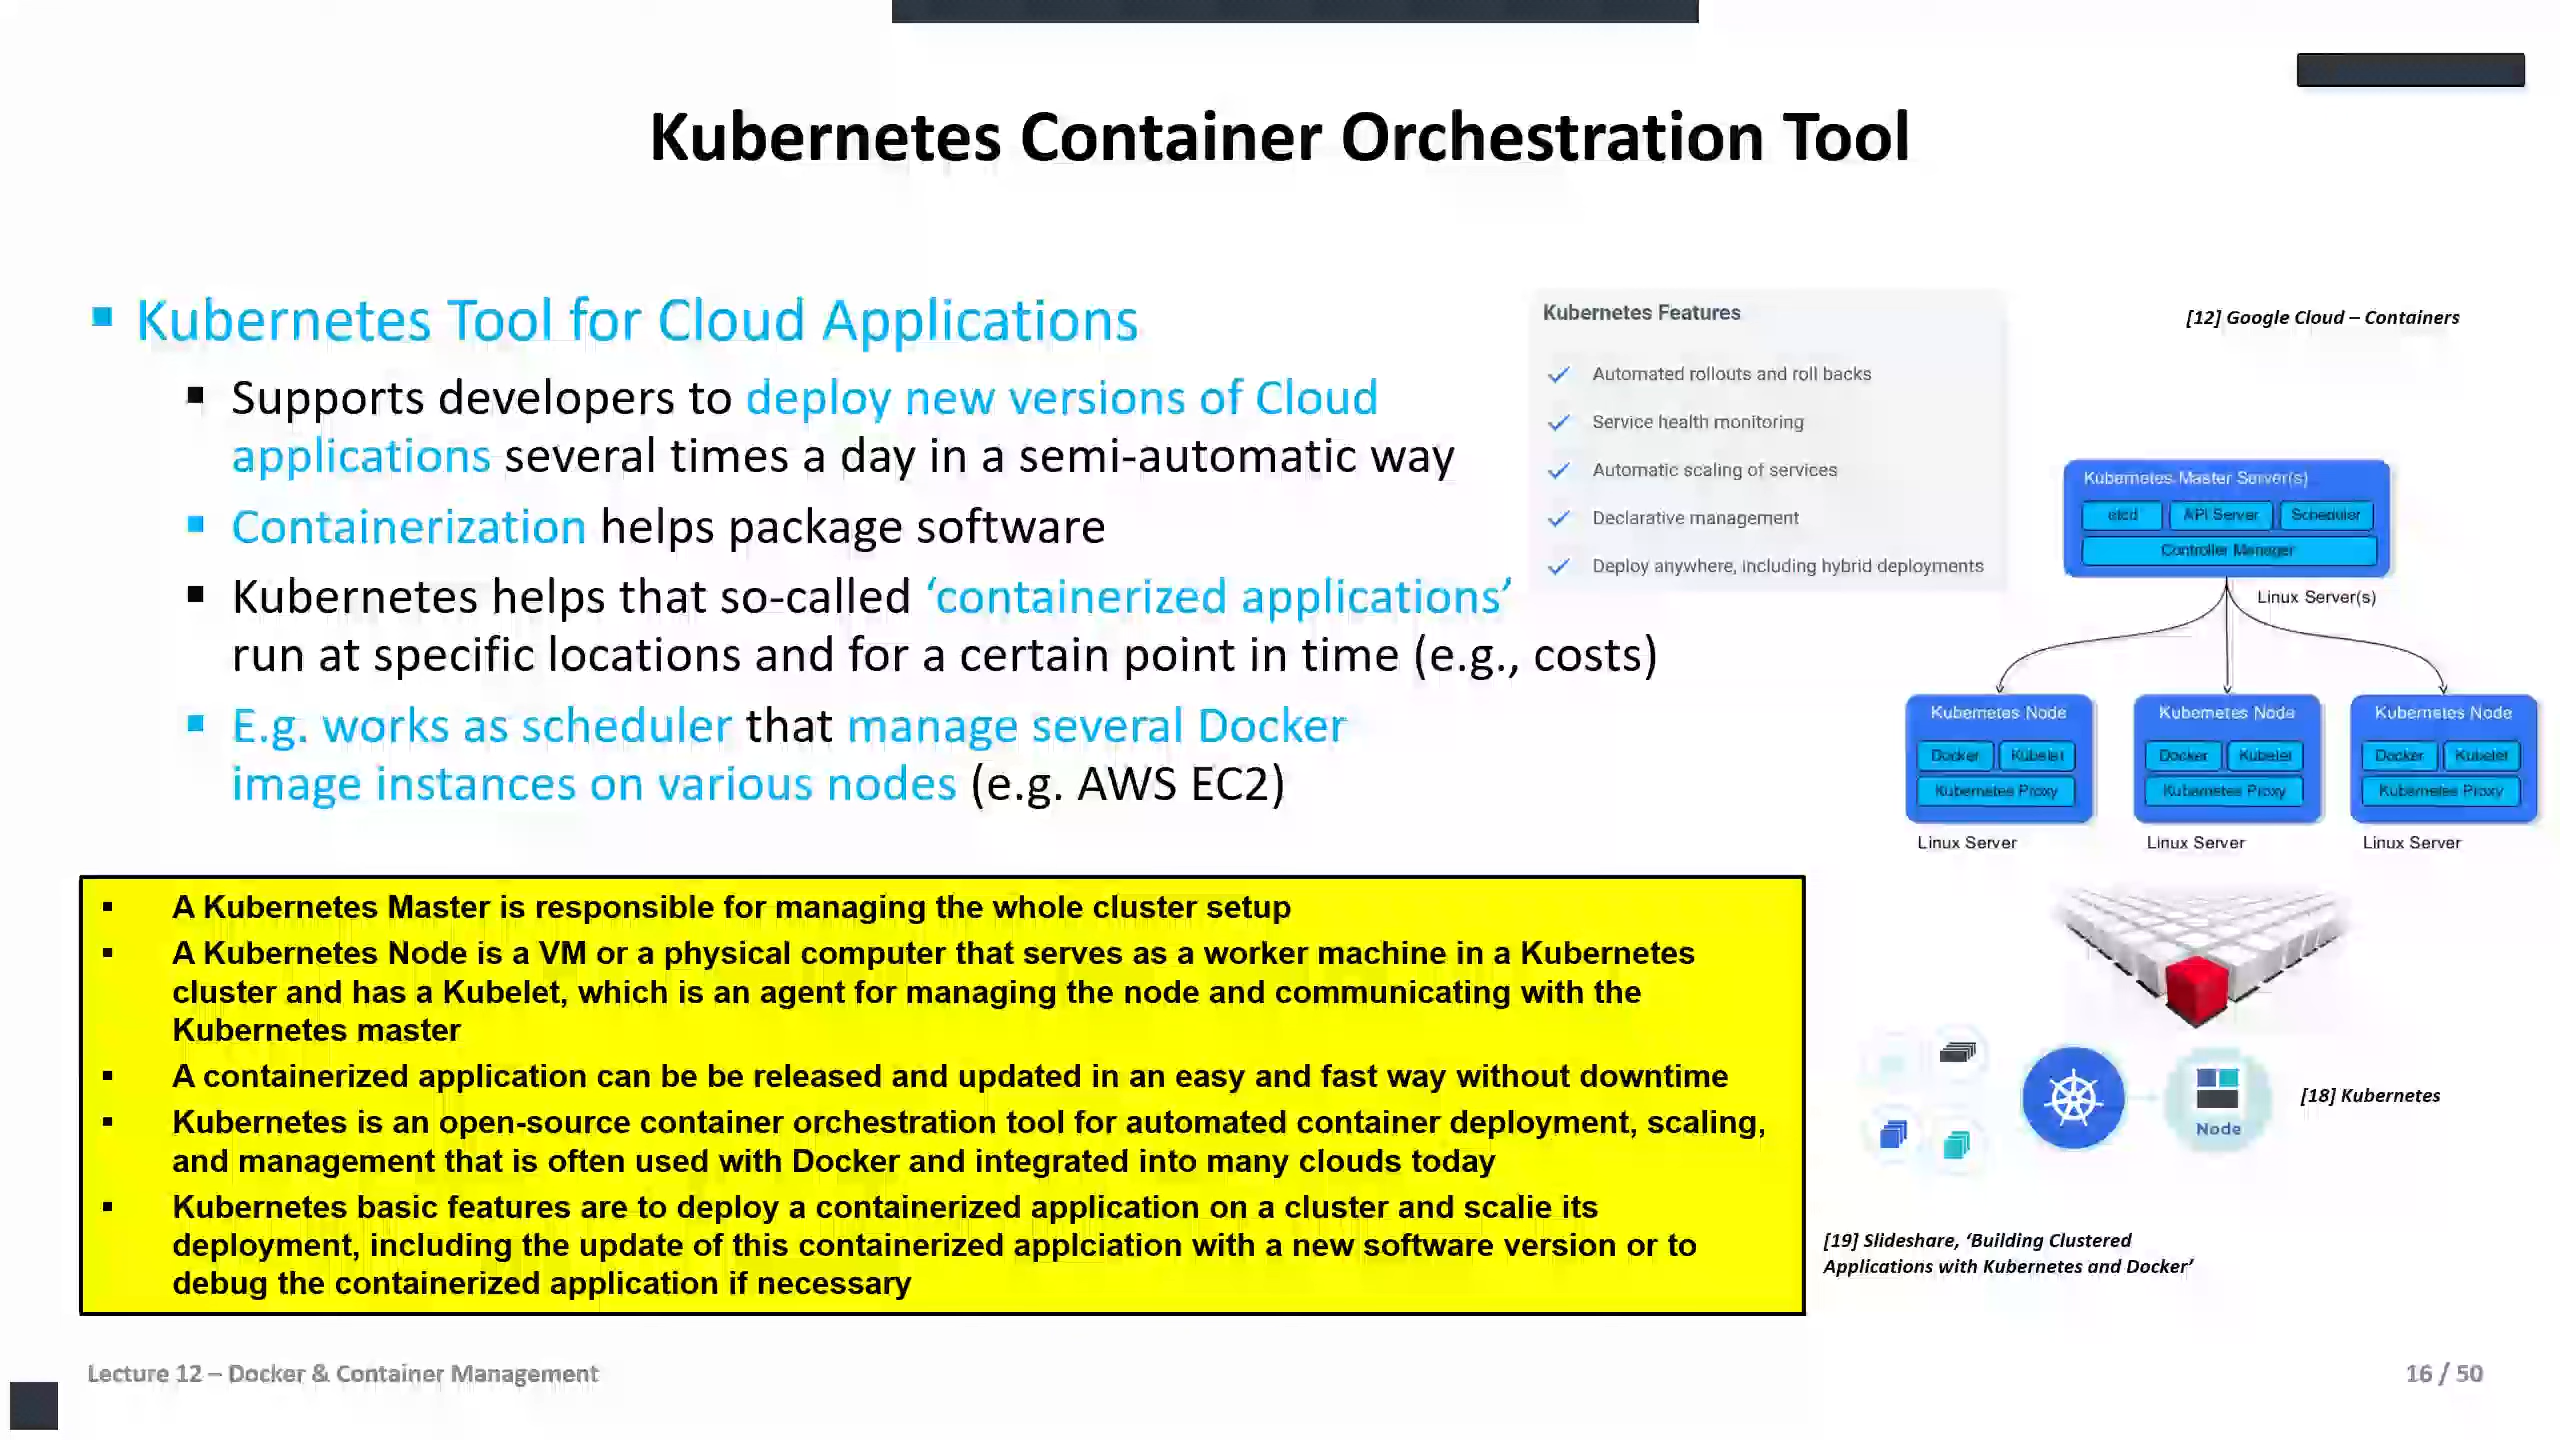 Kubernetes Container Orchestration Tool
Kubernetes Tool for Cloud Applications
Supports developers to deploy new versions of Cloud
applications several times a day in a semi-automatic way
Containerization helps package software
Kubernetes helps that so-called ‘containerized applications’
run at specific locations and for a certain point in time (e.g., costs)
E.g. works as scheduler that manage several Docker
image instances on various nodes (e.g. AWS EC2)
Kubernetes Features
Automated rollouts and roll backs
Service health monitoring
Automatic scaling of services
Declarative management
Deploy anywhere, including hybrid deployments
[12] Google Cloud – Containers
Kubernetes Master Server(s)
etcd API Server Scheduler
Controller Manager
Linux Server(s)
Kubernetes Node Kubernetes Node Kubernetes Node
Docker Kubelet Docker Kubelet Docker Kubelet
Kubernetes Proxy Kubernetes Proxy Kubernetes Proxy
Linux Server Linux Server Linux Server
A Kubernetes Master is responsible for managing the whole cluster setup
A Kubernetes Node is a VM or a physical computer that serves as a worker machine in a Kubernetes
cluster and has a Kubelet, which is an agent for managing the node and communicating with the
Kubernetes master
A containerized application can be be released and updated in an easy and fast way without downtime
Kubernetes is an open-source container orchestration tool for automated container deployment, scaling,
and management that is often used with Docker and integrated into many clouds today
Kubernetes basic features are to deploy a containerized application on a cluster and scalie its
deployment, including the update of this containerized applciation with a new software version or to
debug the containerized application if necessary
Node
[18] Kubernetes
[19] Slideshare, ‘Building Clustered
Applications with Kubernetes and Docker’
Lecture 12 – Docker & Container Management
16 / 50